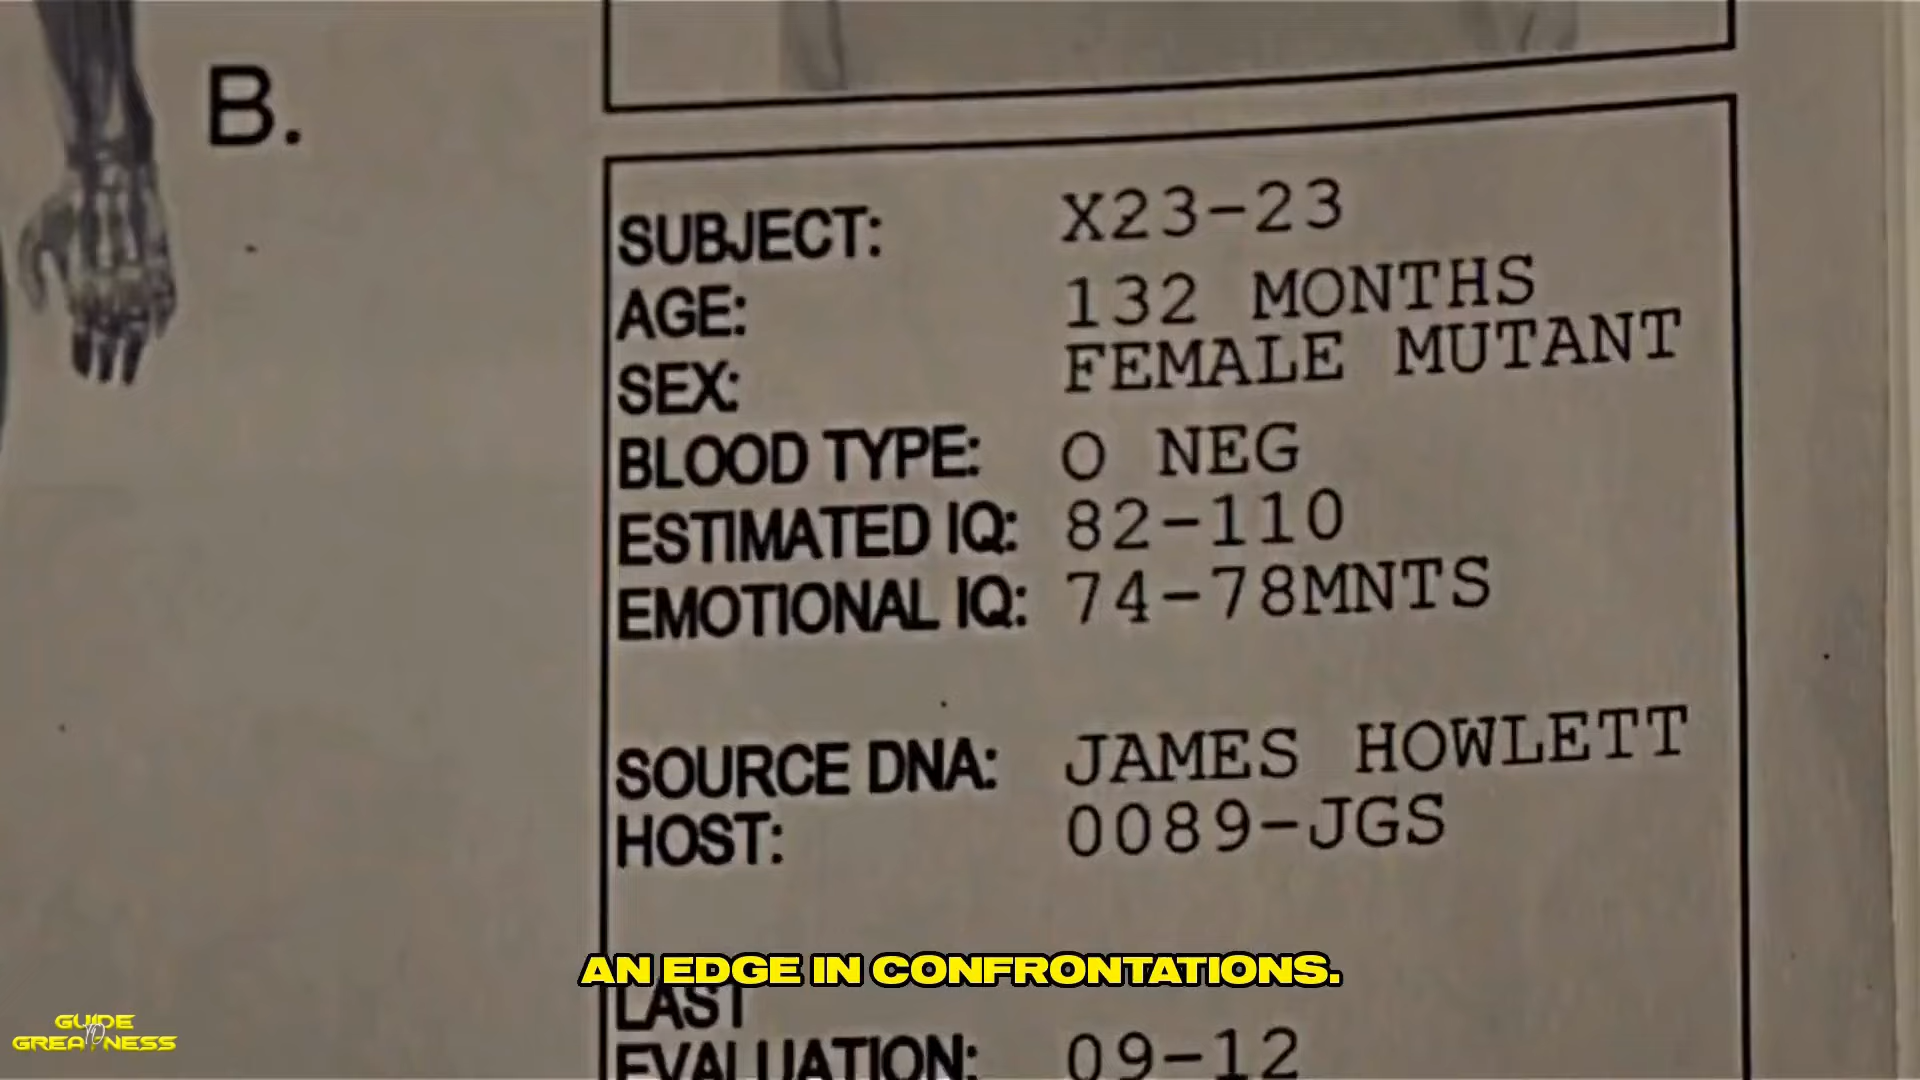 B.
SUBJECT: X23-23
AGE: 132 MONTHS
SEX: FEMALE MUTANT
BLOOD TYPE: O NEG
ESTIMATED IQ: 82-110
EMOTIONAL IQ: 74-78MNTS
SOURCE DNA: JAMES HOWLETT
HOST: 0089-JGS
AN EDGE IN CONFRONTATIONS.
LAST
EVALUATION: 09-12
GUIDE
TO
GREATNESS